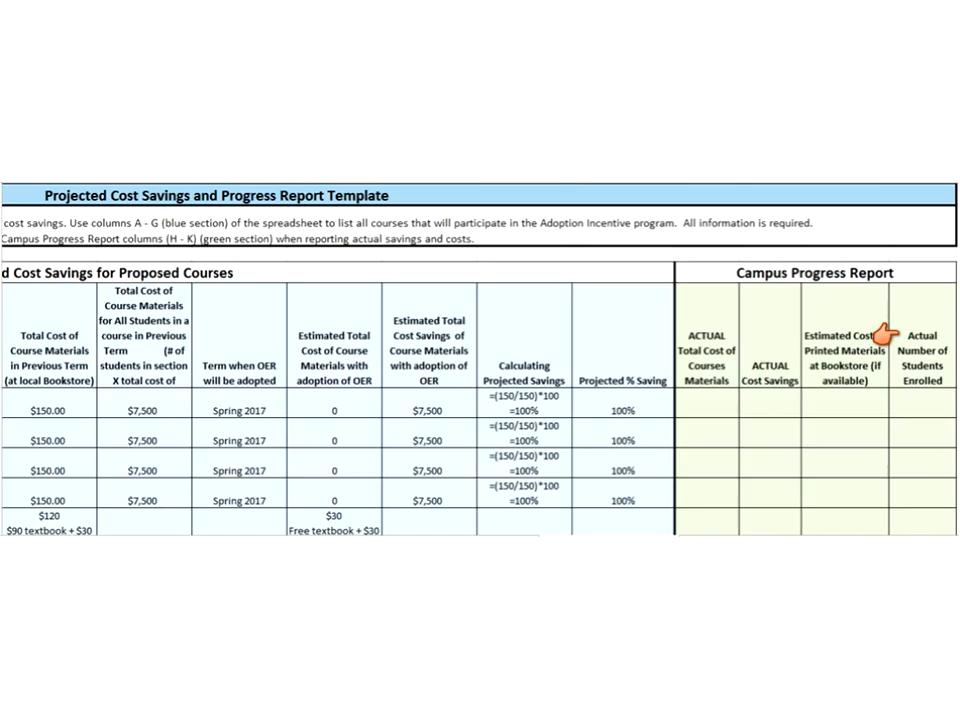 Projected Cost Savings and Progress Report Template
cost savings. Use columns A - G (blue section) of the spreadsheet to list all courses that will participate in the Adoption Incentive program. All information is required.
Campus Progress Report columns (H - K) (green section) when reporting actual savings and costs.
d Cost Savings for Proposed Courses
Campus Progress Report
Total Cost of
Course Materials
in Previous Term
(at local Bookstore)
Total Cost of
Course Materials
for All Students in a
course in Previous
Term (# of
students in section
X total cost of
Term when OER
will be adopted
Estimated Total
Cost of Course
Materials with
adoption of OER
Estimated Total
Cost Savings of
Course Materials
with adoption of
OER
Calculating
Projected Savings
Projected % Saving
ACTUAL
Total Cost of
Courses
Materials
ACTUAL
Cost Savings
Estimated Cost
Printed Materials
at Bookstore (if
available)
Actual
Number of
Students
Enrolled
$150.00 $7,500 Spring 2017 0 $7,500 =(150/150)*100
=100% 100%
$150.00 $7,500 Spring 2017 0 $7,500 =(150/150)*100
=100% 100%
$150.00 $7,500 Spring 2017 0 $7,500 =(150/150)*100
=100% 100%
$150.00 $7,500 Spring 2017 0 $7,500 =(150/150)*100
=100% 100%
$120 $30
$90 textbook + $30 Free textbook + $30